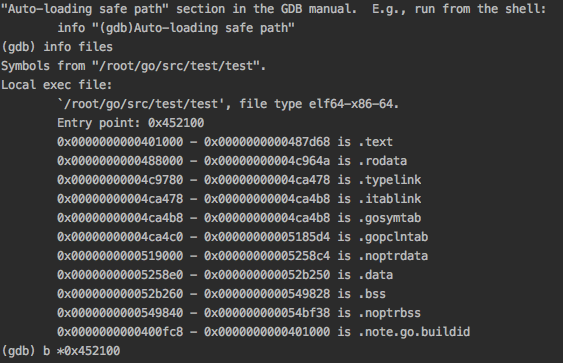 "Auto-loading safe path" section in the GDB manual.  E.g., run from the shell:
        info "(gdb)Auto-loading safe path"
(gdb) info files
Symbols from "/root/go/src/test/test".
Local exec file:
        `/root/go/src/test/test', file type elf64-x86-64.
        Entry point: 0x452100
        0x0000000000401000 - 0x0000000000487d68 is .text
        0x0000000000488000 - 0x00000000004c964a is .rodata
        0x00000000004c9780 - 0x00000000004ca478 is .typelink
        0x00000000004ca478 - 0x00000000004ca4b8 is .itablink
        0x00000000004ca4b8 - 0x00000000004ca4b8 is .gosymtab
        0x00000000004ca4c0 - 0x00000000005185d4 is .gopclntab
        0x0000000000519000 - 0x00000000005258c4 is .noptrdata
        0x00000000005258e0 - 0x000000000052b250 is .data
        0x000000000052b260 - 0x0000000000549828 is .bss
        0x0000000000549840 - 0x000000000054bf38 is .noptrbss
        0x0000000000400fc8 - 0x0000000000401000 is .note.go.buildid
(gdb) b *0x452100